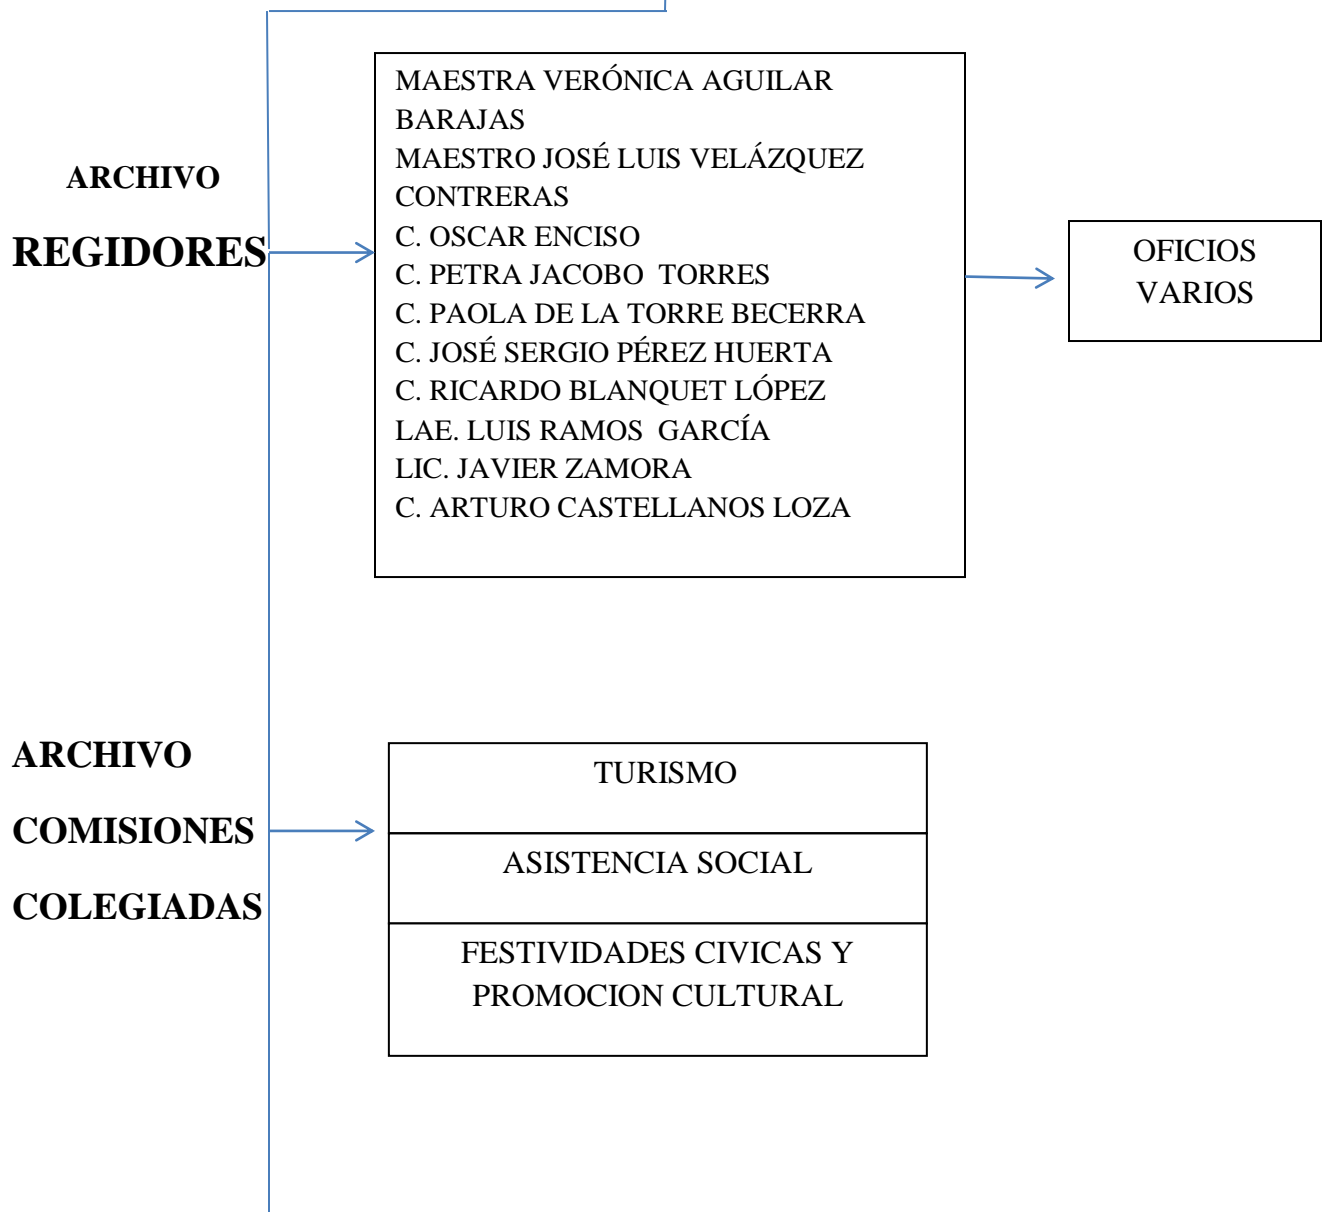 ARCHIVO
REGIDORES
MAESTRA VERÓNICA AGUILAR
BARAJAS
MAESTRO JOSÉ LUIS VELÁZQUEZ
CONTRERAS
C. OSCAR ENCISO
C. PETRA JACOBO  TORRES
C. PAOLA DE LA TORRE BECERRA
C. JOSÉ SERGIO PÉREZ HUERTA
C. RICARDO BLANQUET LÓPEZ
LAE. LUIS RAMOS  GARCÍA
LIC. JAVIER ZAMORA
C. ARTURO CASTELLANOS LOZA
OFICIOS
VARIOS
ARCHIVO
COMISIONES
COLEGIADAS
TURISMO
ASISTENCIA SOCIAL
FESTIVIDADES CIVICAS Y
PROMOCION CULTURAL